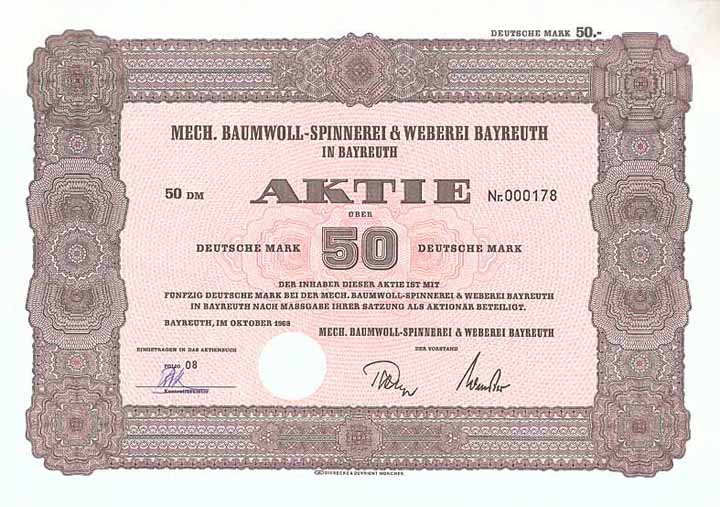 DEUTSCHE MARK 50.-
MECH. BAUMWOLL-SPINNEREI & WEBEREI BAYREUTH
IN BAYREUTH
50 DM AKTIE Nr. 000178
ÜBER
DEUTSCHE MARK 50 DEUTSCHE MARK
DER INHABER DIESER AKTIE IST MIT
FÜNFZIG DEUTSCHE MARK BEI DER MECH. BAUMWOLL-SPINNEREI & WEBEREI BAYREUTH
IN BAYREUTH NACH MASSGABE IHRER SATZUNG ALS AKTIONÄR BETEILIGT.
BAYREUTH, IM OKTOBER 1968 MECH. BAUMWOLL-SPINNEREI & WEBEREI BAYREUTH
EINGETRAGEN IN DAS AKTIENBUCH DER VORSTAND
FOLIO 08
Kontrollbeamter
GIESECKE & DEVRIENT MÜNCHEN